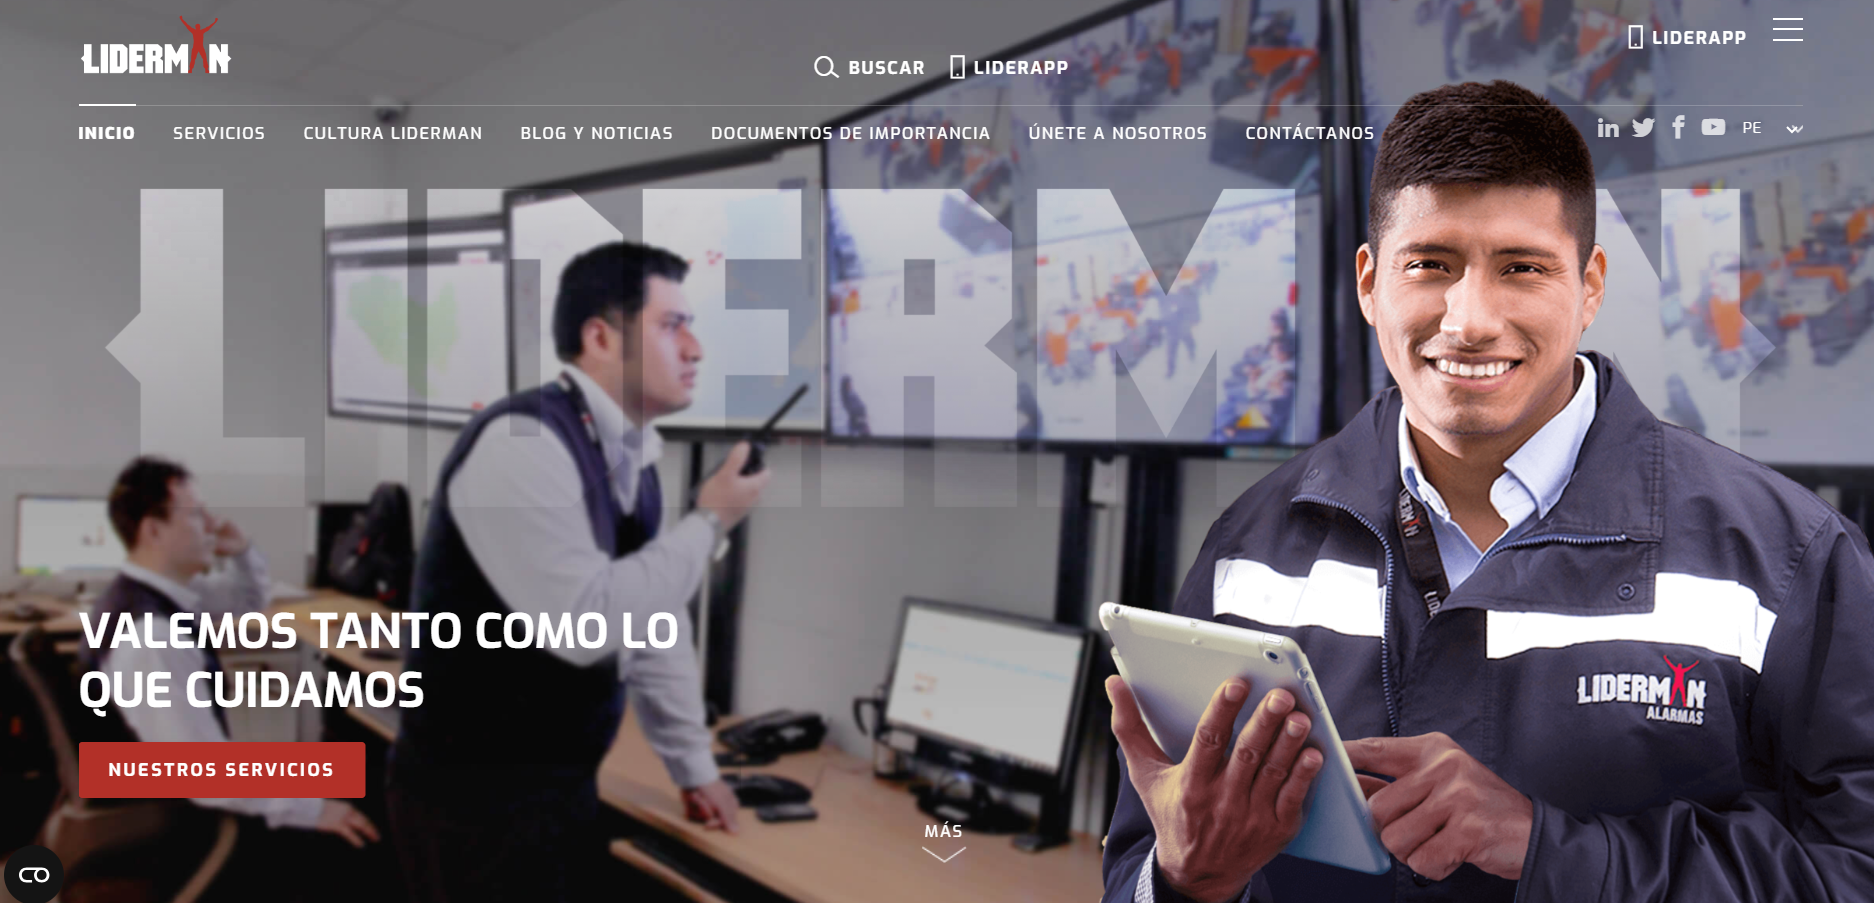 LIDERMAN
LIDERAPP
BUSCAR LIDERAPP
INICIO SERVICIOS CULTURA LIDERMAN BLOG Y NOTICIAS DOCUMENTOS DE IMPORTANCIA ÚNETE A NOSOTROS CONTÁCTANOS
PE
LIDERMAN
LIDERMAN
VALEMOS TANTO COMO LO
QUE CUIDAMOS
LIDERMAN
ALARMAS
NUESTROS SERVICIOS
MÁS